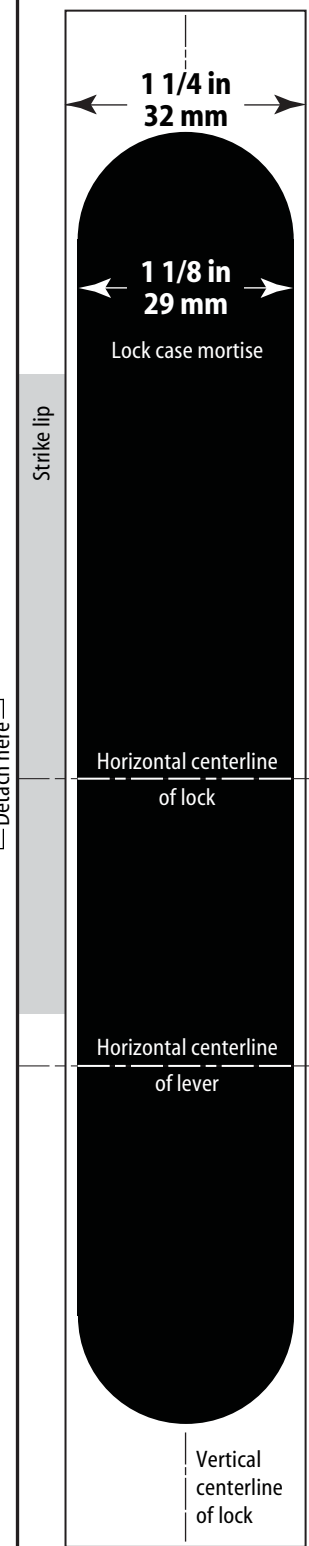 1 1/4 in
32 mm
1 1/8 in
29 mm
Lock case mortise
Strike lip
Detach here
Horizontal centerline
of lock
Horizontal centerline
of lever
Vertical
centerline
of lock